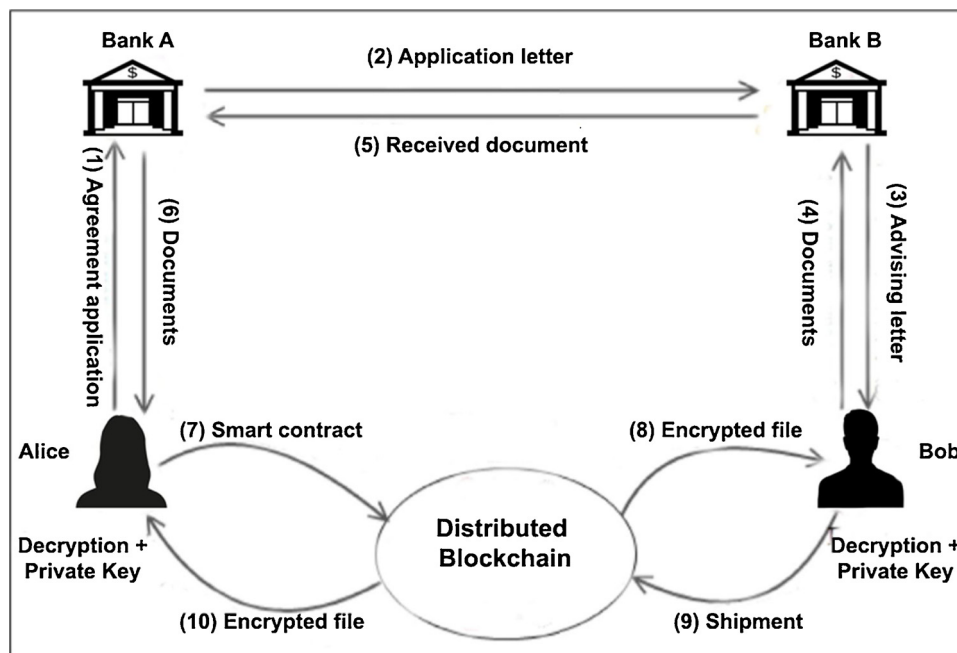 Bank A
Bank B
$
$
(2) Application letter
(5) Received document
(1) Agreement application
(6) Documents
(4) Documents
(3) Advising letter
Alice
(7) Smart contract
(8) Encrypted file
Bob
Distributed
Blockchain
Decryption +
Private Key
Decryption +
Private Key
(10) Encrypted file
(9) Shipment